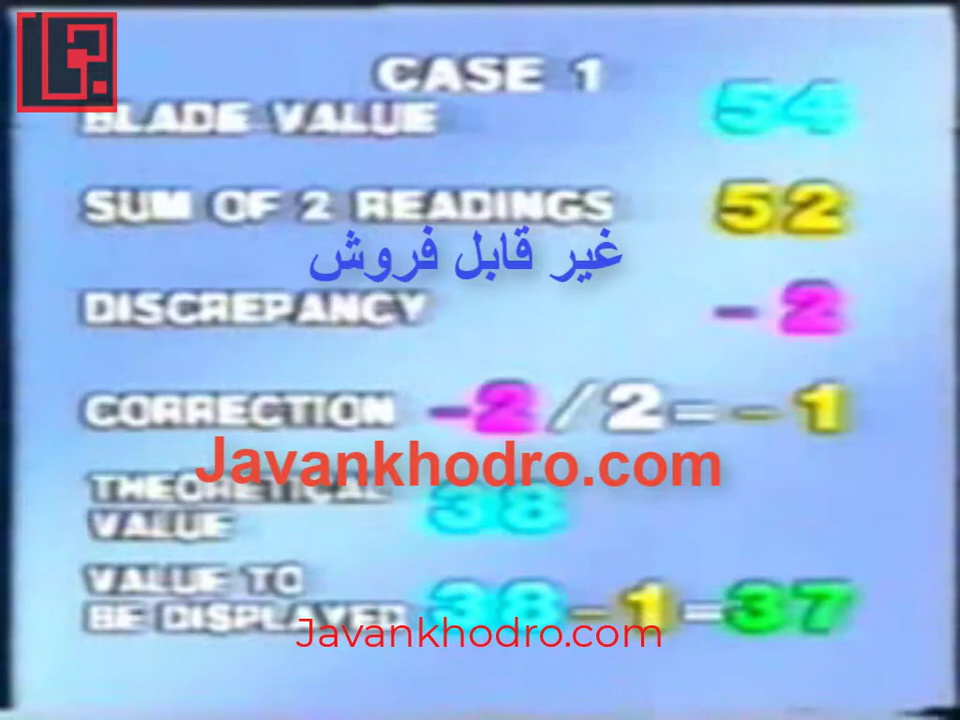 CASE 1
BLADE VALUE 54
SUM OF 2 READINGS 52
غیر قابل فروش
DISCREPANCY - 2
CORRECTION -2 / 2 = - 1
Javankhodro.com
THEORETICAL
VALUE 38
VALUE TO
BE DISPLAYED 38 - 1 = 37
Javankhodro.com